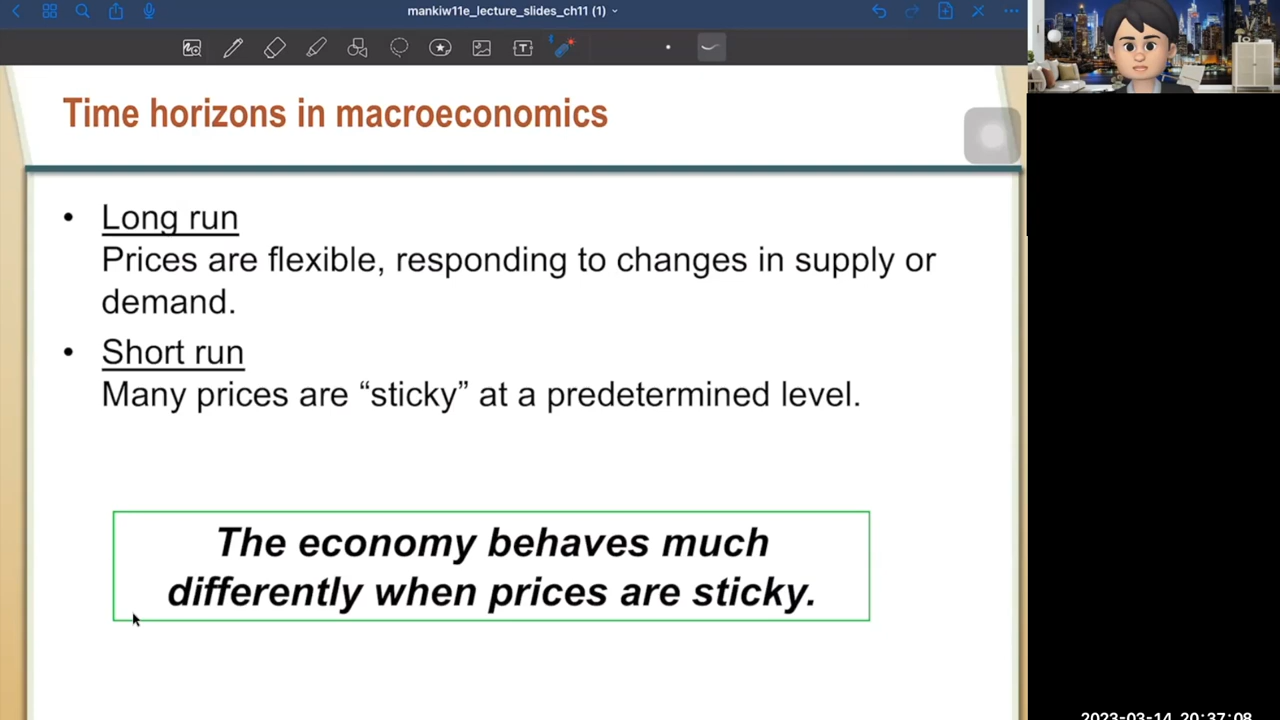 mankiw11e_lecture_slides_ch11 (1)
T
Time horizons in macroeconomics
• Long run
Prices are flexible, responding to changes in supply or
demand.
• Short run
Many prices are “sticky” at a predetermined level.
The economy behaves much
differently when prices are sticky.
2023-03-14 20:37:08